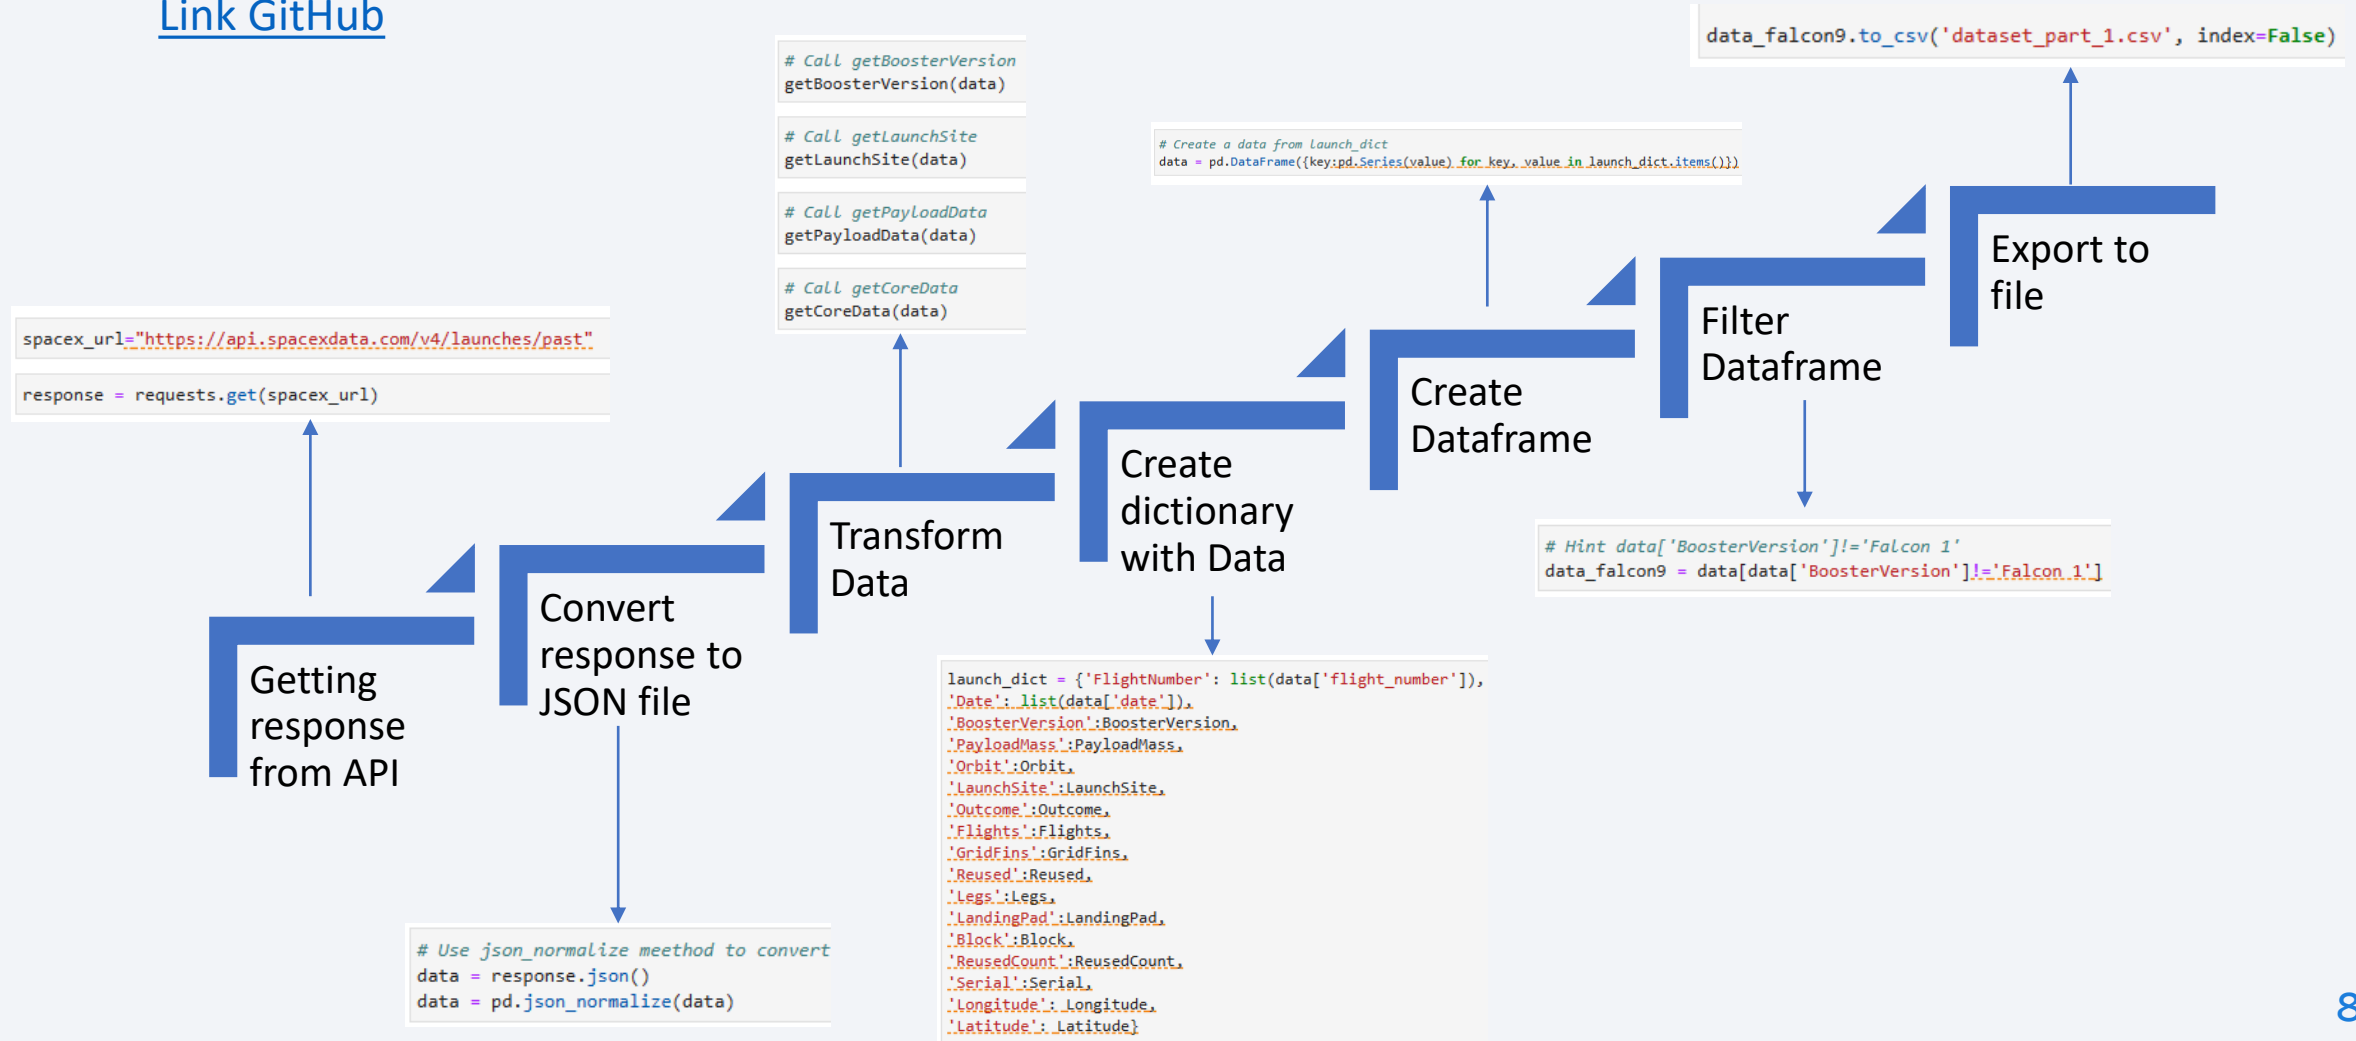 Link GitHub
spacex_url="https://api.spacexdata.com/v4/launches/past"
response = requests.get(spacex_url)
Getting
response
from API
Convert
response to
JSON file
# Use json_normalize meethod to convert
data = response.json()
data = pd.json_normalize(data)
# Call getBoosterVersion
getBoosterVersion(data)
# Call getLaunchSite
getLaunchSite(data)
# Call getPayloadData
getPayloadData(data)
# Call getCoreData
getCoreData(data)
Transform
Data
Create
dictionary
with Data
launch_dict = {'FlightNumber': list(data['flight_number']),
'Date': list(data['date']),
'BoosterVersion':BoosterVersion,
'PayloadMass':PayloadMass,
'Orbit':Orbit,
'LaunchSite':LaunchSite,
'Outcome':Outcome,
'Flights':Flights,
'GridFins':GridFins,
'Reused':Reused,
'Legs':Legs,
'LandingPad':LandingPad,
'Block':Block,
'ReusedCount':ReusedCount,
'Serial':Serial,
'Longitude': Longitude,
'Latitude': Latitude}
# Create a data from launch_dict
data = pd.DataFrame({key:pd.Series(value) for key, value in launch_dict.items()})
Create
Dataframe
Filter
Dataframe
# Hint data['BoosterVersion']!='Falcon 1'
data_falcon9 = data[data['BoosterVersion']!='Falcon 1']
data_falcon9.to_csv('dataset_part_1.csv', index=False)
Export to
file
8